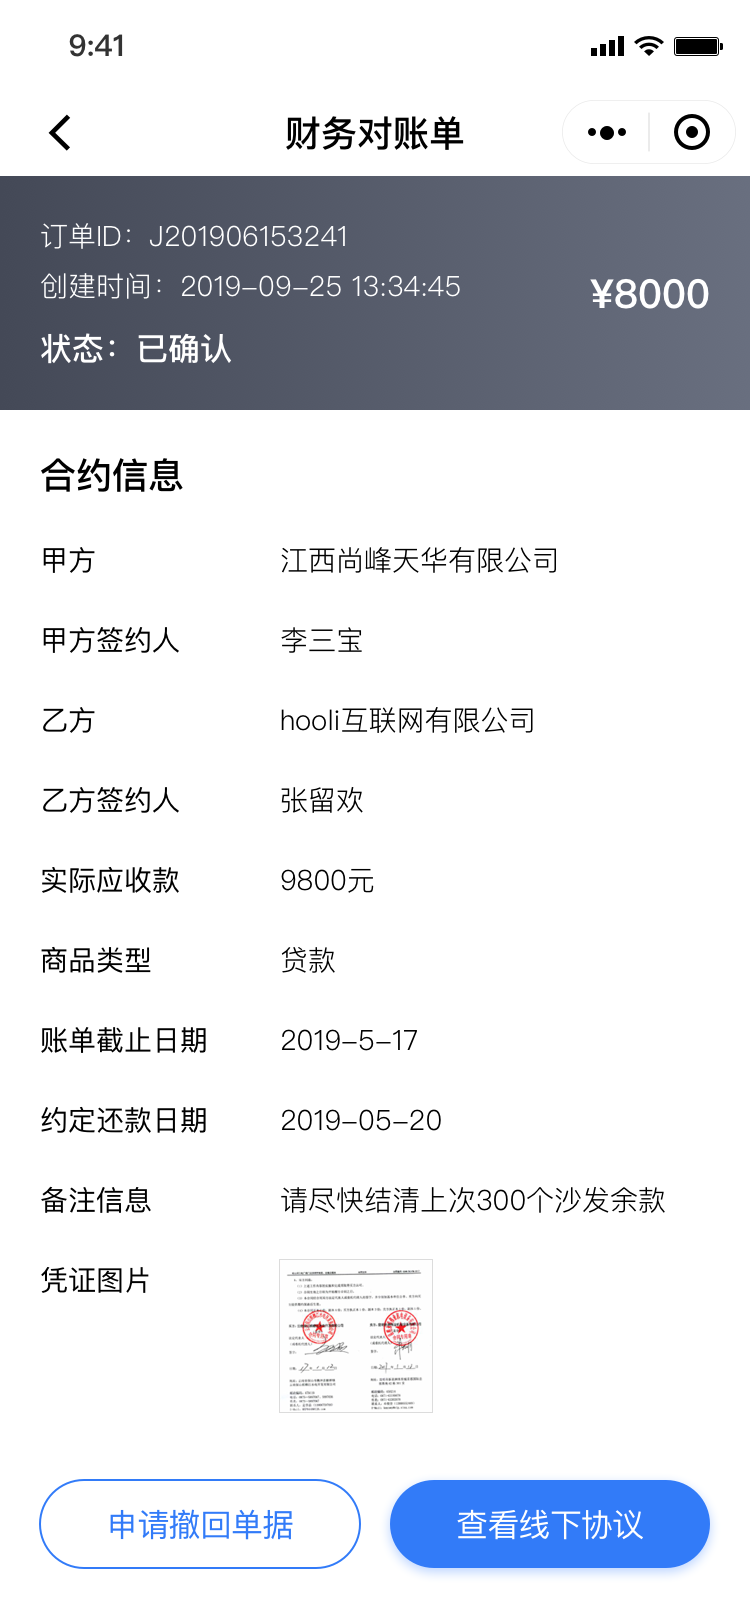 9:41
财务对账单
订单ID：J201906153241
创建时间：2019-09-25 13:34:45
¥8000
状态：已确认
合约信息
甲方 江西尚峰天华有限公司
甲方签约人 李三宝
乙方 hooli互联网有限公司
乙方签约人 张留欢
实际应收款 9800元
商品类型 贷款
账单截止日期 2019-5-17
约定还款日期 2019-05-20
备注信息 请尽快结清上次300个沙发余款
凭证图片
申请撤回单据
查看线下协议